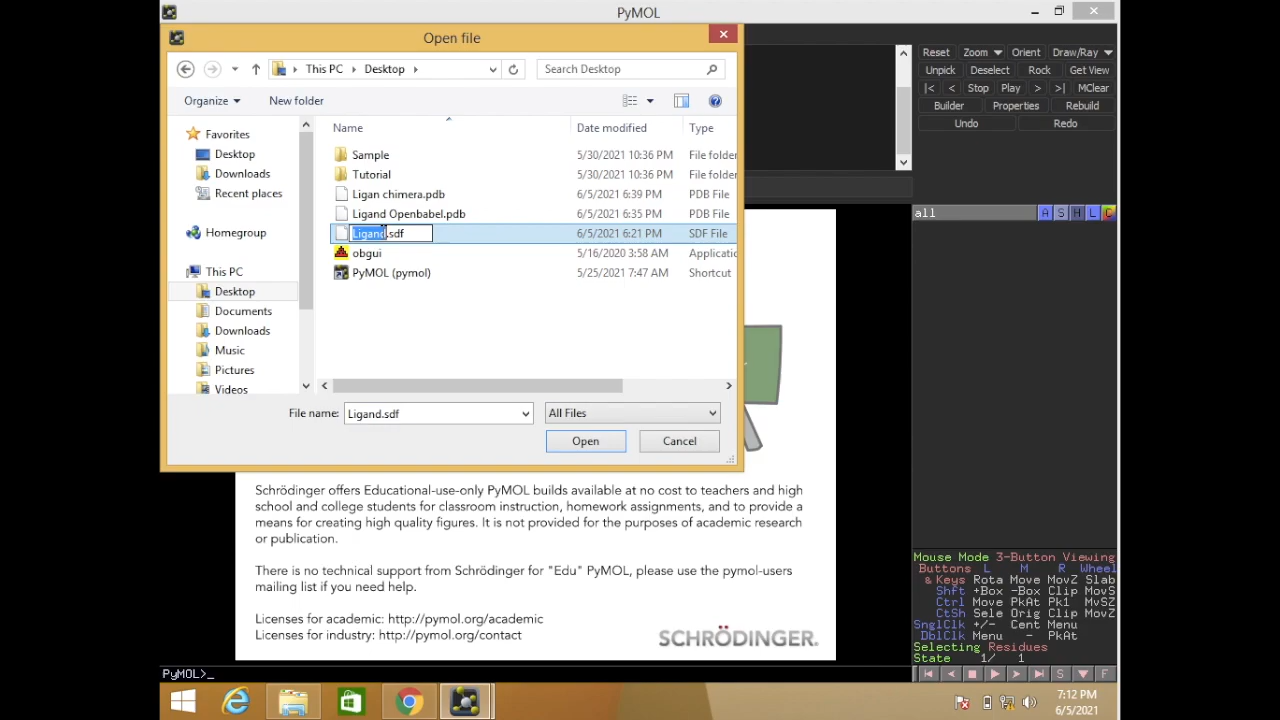 PyMOL
Open file
This PC
Desktop
Search Desktop
Organize
New folder
Name
Date modified
Type
Favorites
Desktop
Downloads
Recent places
Homegroup
This PC
Desktop
Documents
Downloads
Music
Pictures
Videos
Sample 5/30/2021 10:36 PM File folder
Tutorial 5/30/2021 10:36 PM File folder
Ligan chimera.pdb 6/5/2021 6:39 PM PDB File
Ligand Openbabel.pdb 6/5/2021 6:35 PM PDB File
Ligand.sdf 6/5/2021 6:21 PM SDF File
obgui 5/16/2020 3:58 AM Applicatio
PyMOL (pymol) 5/25/2021 7:47 AM Shortcut
File name: Ligand.sdf
All Files
Open
Cancel
Reset Zoom Orient Draw/Ray
Unpick Deselect Rock Get View
|< < Stop Play > >| MClear
Builder Properties Rebuild
Undo Redo
all A S H L C
Schrödinger offers Educational-use-only PyMOL builds available at no cost to teachers and high
school and college students for classroom instruction, homework assignments, and to provide a
means for creating high quality figures. It is not provided for the purposes of academic research
or publication.
There is no technical support from Schrödinger for "Edu" PyMOL, please use the pymol-users
mailing list if you need help.
Licenses for academic: http://pymol.org/academic
Licenses for industry: http://pymol.org/contact
SCHRÖDINGER.
Mouse Mode 3-Button Viewing
Buttons L M R Wheel
& Keys Rota Move MovZ Slab
Shft +Box -Box Clip MovS
Ctrl Move PkAt Pk1 MvSZ
CtSh Sele Orig Clip MovZ
SnglClk +/- Cent Menu
DblClk Menu - PkAt
Selecting Residues
State 1/ 1
S F
PyMOL>_
7:12 PM
6/5/2021